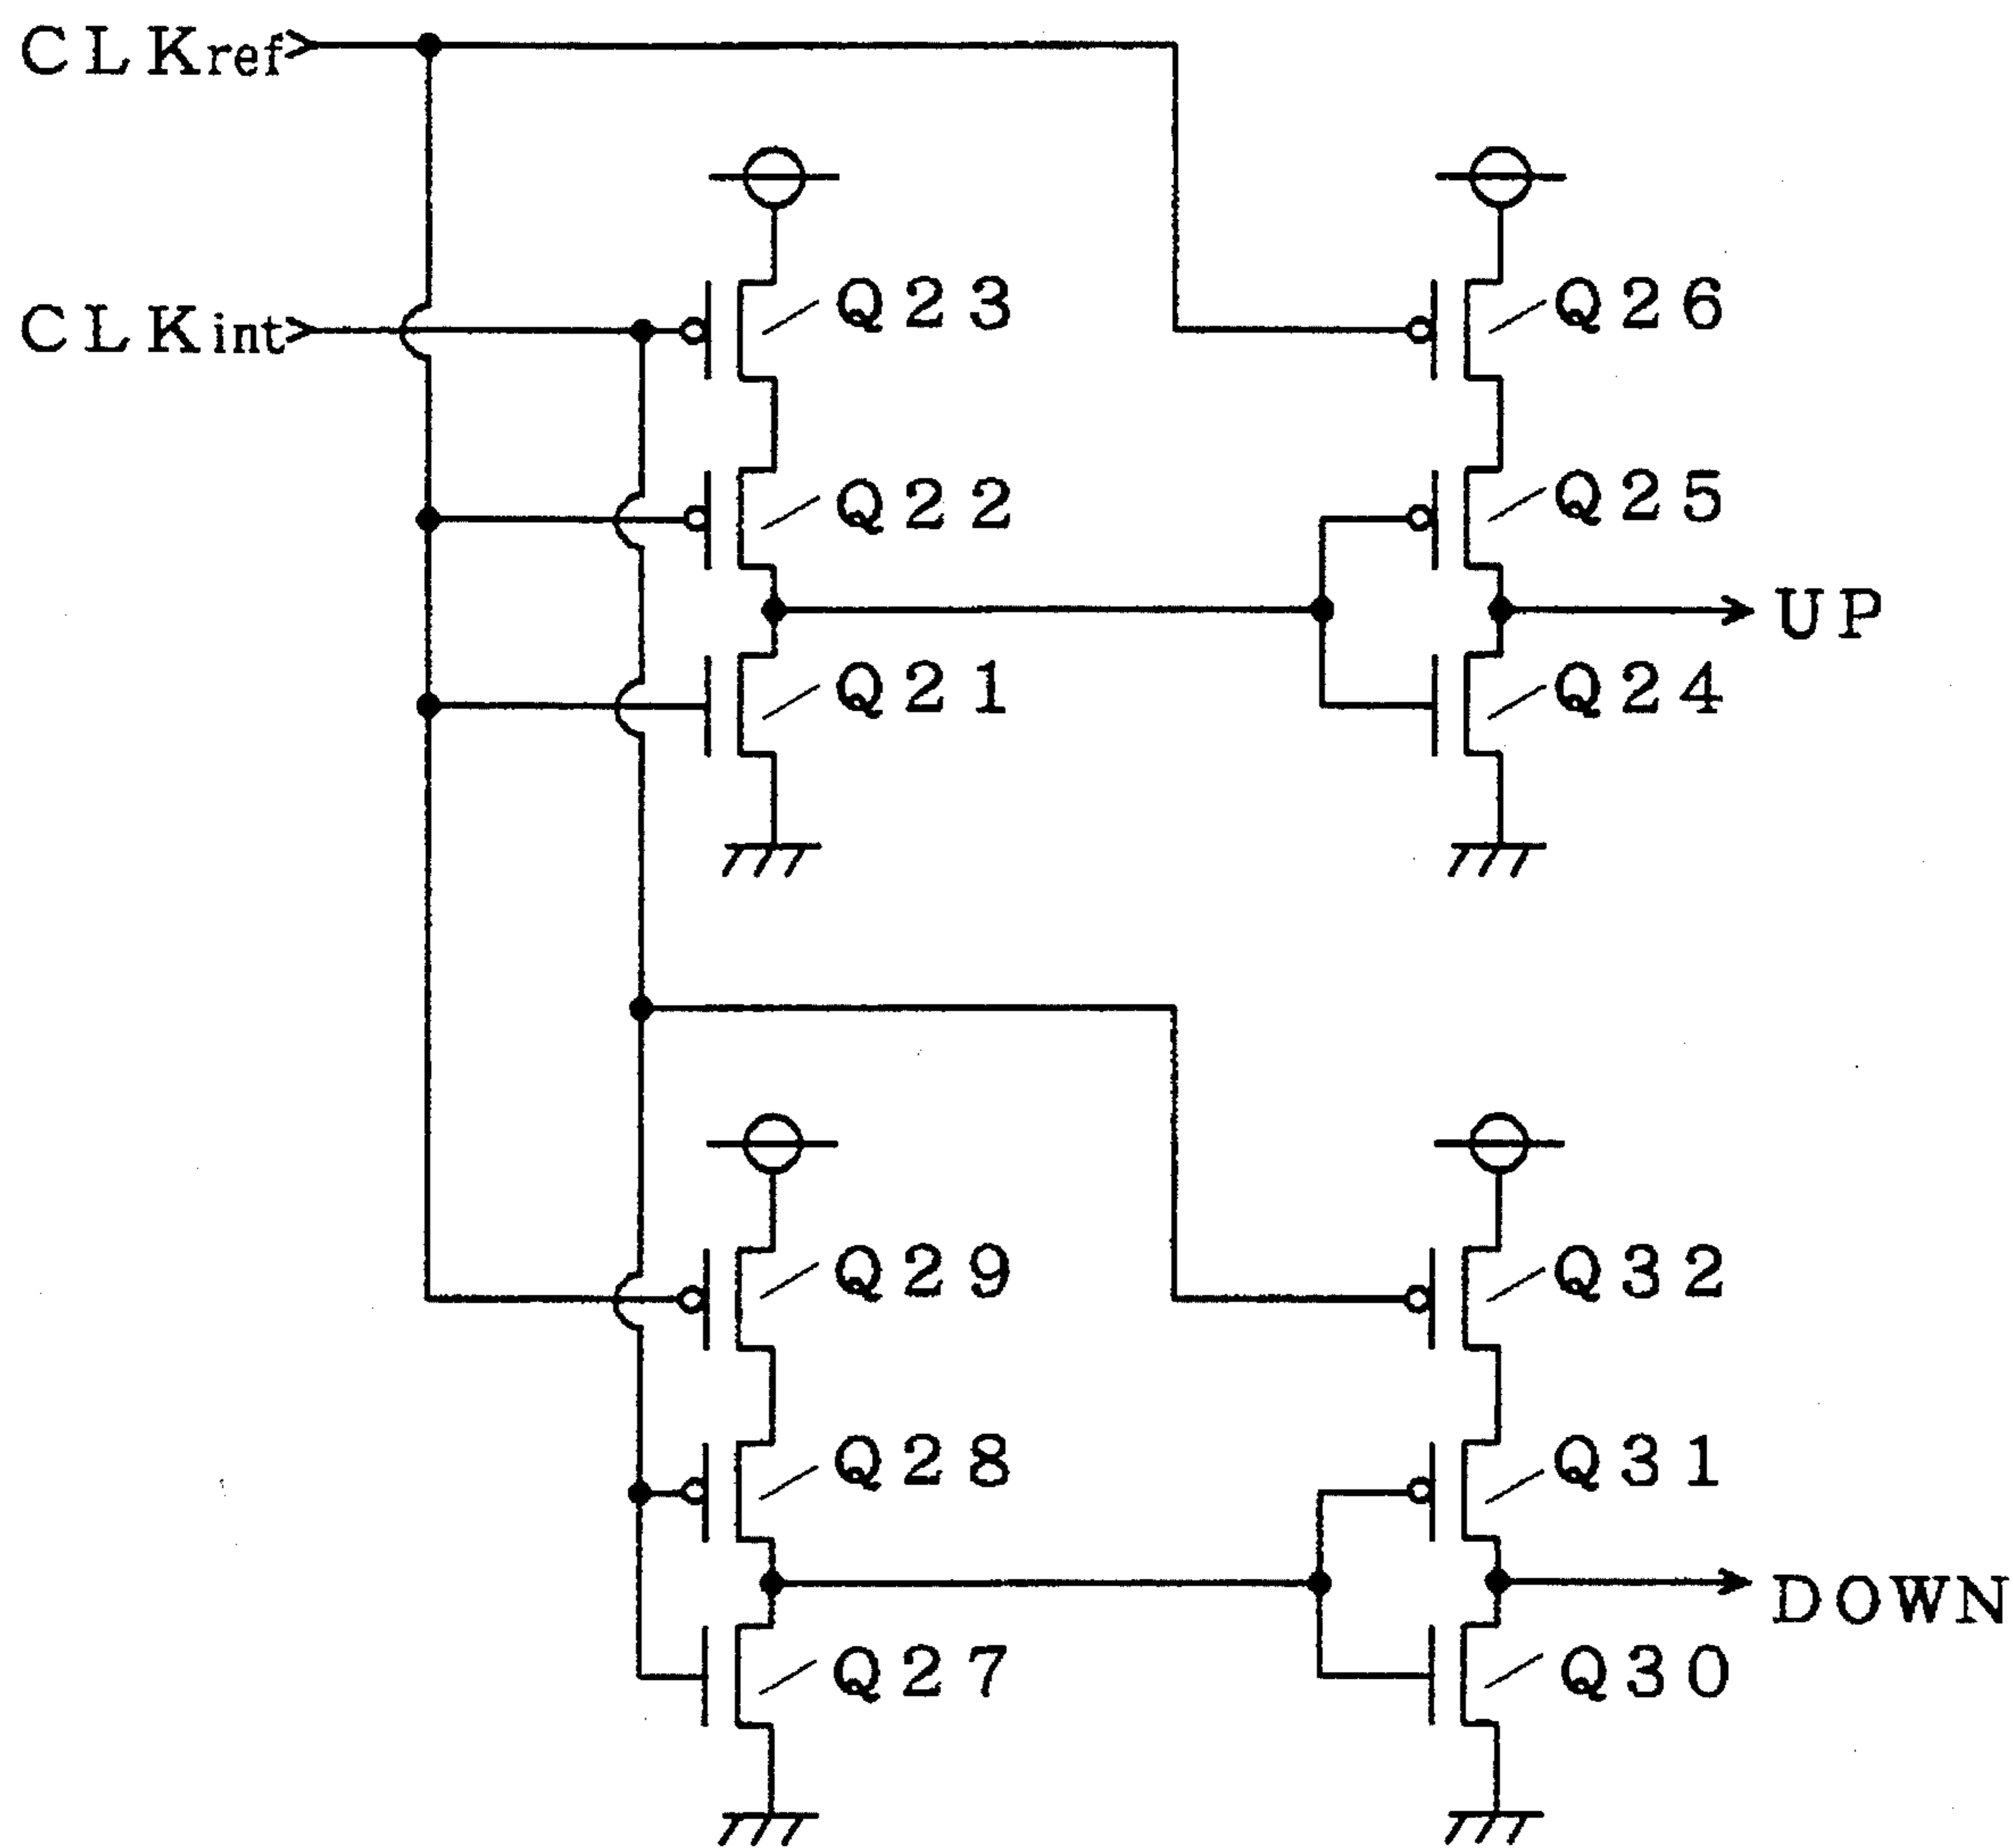 CLKref
CLKint
Q23
Q26
Q22
Q25
UP
Q21
Q24
Q29
Q32
Q28
Q31
DOWN
Q27
Q30